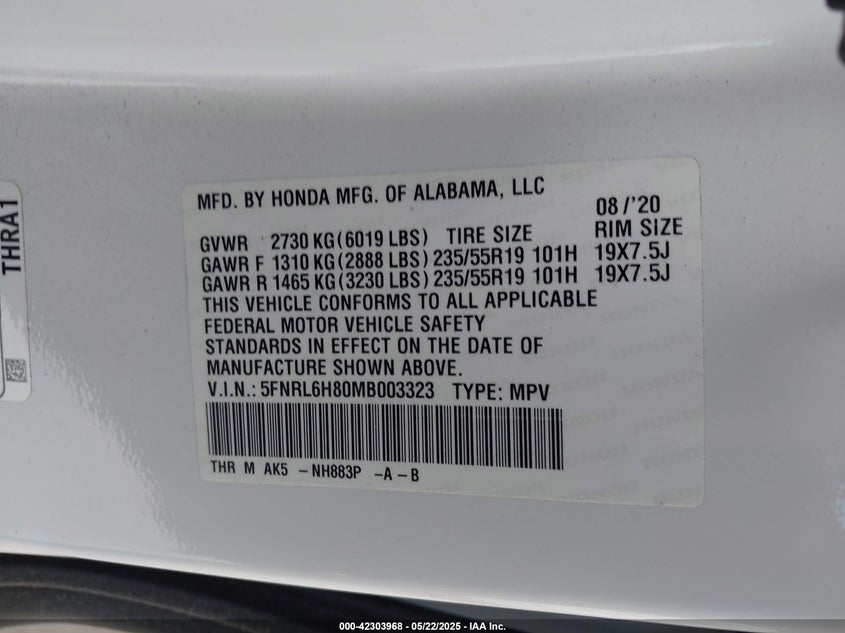 THRA1
MFD. BY HONDA MFG. OF ALABAMA, LLC
08/'20
GVWR 2730 KG(6019 LBS) TIRE SIZE RIM SIZE
GAWR F 1310 KG(2888 LBS) 235/55R19 101H 19X7.5J
GAWR R 1465 KG(3230 LBS) 235/55R19 101H 19X7.5J
THIS VEHICLE CONFORMS TO ALL APPLICABLE
FEDERAL MOTOR VEHICLE SAFETY
STANDARDS IN EFFECT ON THE DATE OF
MANUFACTURE SHOWN ABOVE.
V.I.N.: 5FNRL6H80MB003323 TYPE: MPV
THR M AK5 -NH883P -A-B
000-42303968 - 05/22/2025 - IAA Inc.